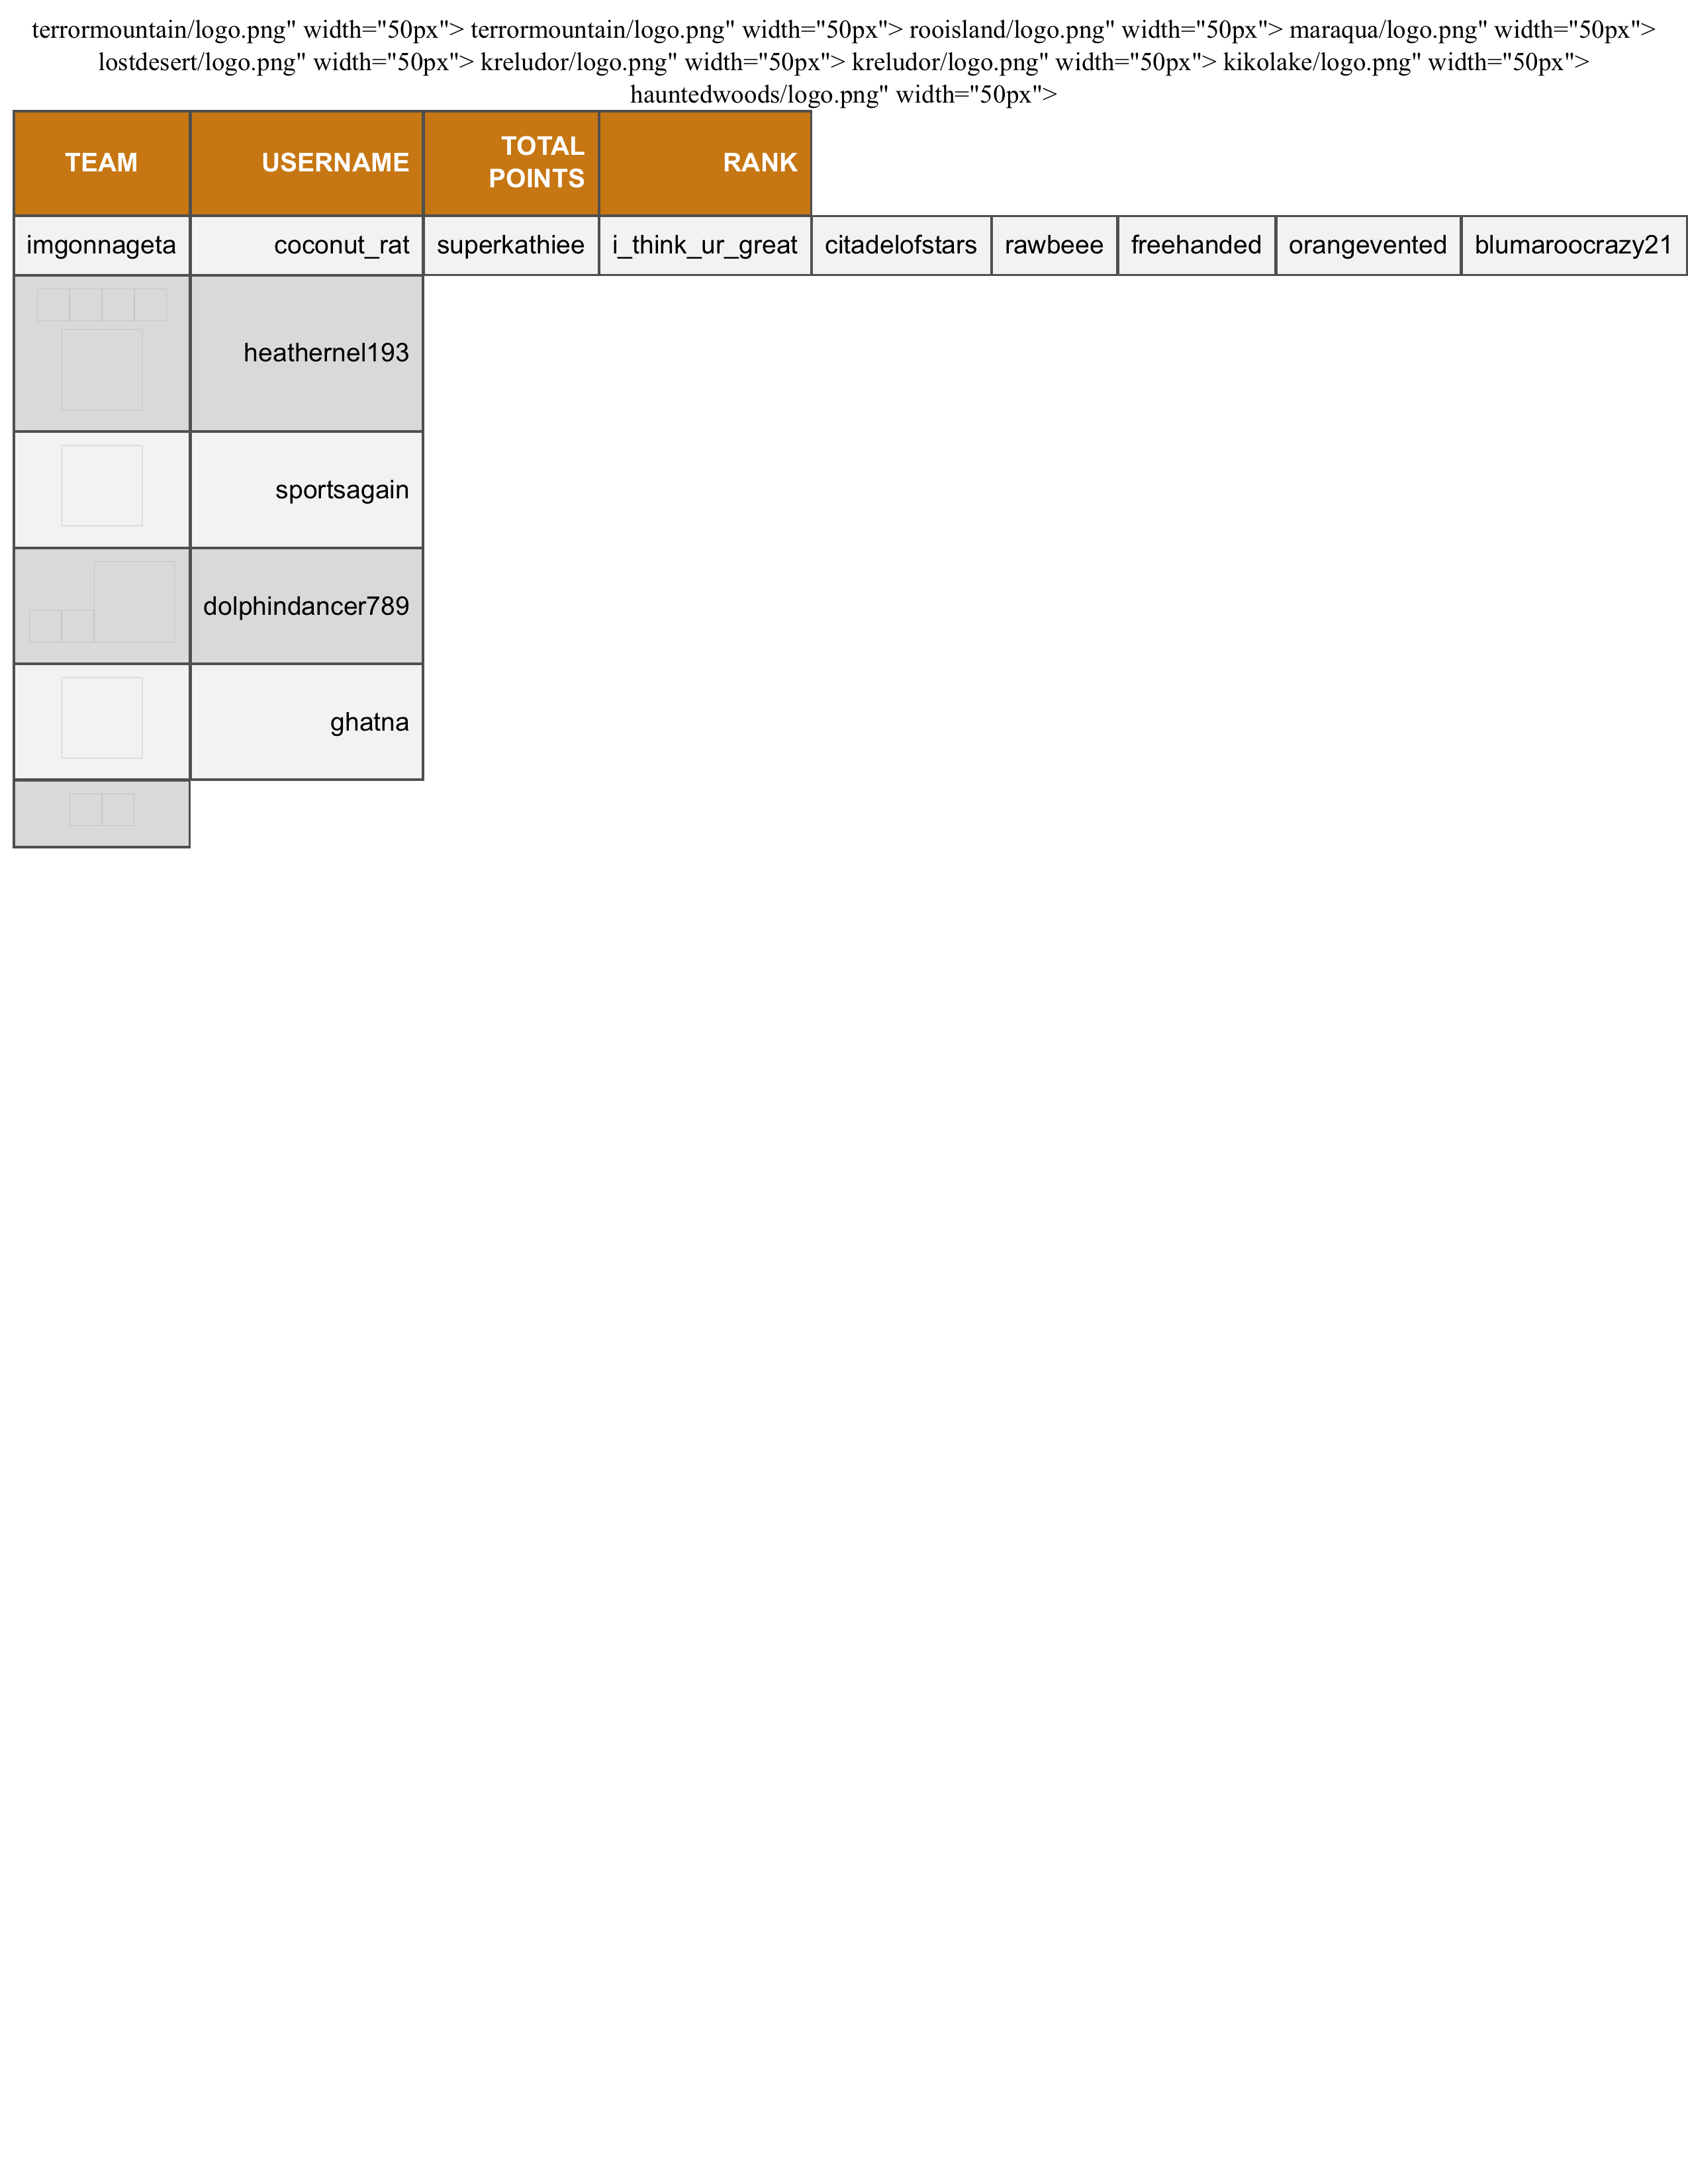 terrormountain/logo.png" width="50px"> terrormountain/logo.png" width="50px"> rooisland/logo.png" width="50px"> maraqua/logo.png" width="50px">
lostdesert/logo.png" width="50px"> kreludor/logo.png" width="50px"> kreludor/logo.png" width="50px"> kikolake/logo.png" width="50px">
hauntedwoods/logo.png" width="50px">
TEAM USERNAME TOTAL POINTS RANK
imgonnageta coconut_rat superkathiee i_think_ur_great citadelofstars rawbeee freehanded orangevented blumaroocrazy21
heathernel193
sportsagain
dolphindancer789
ghatna